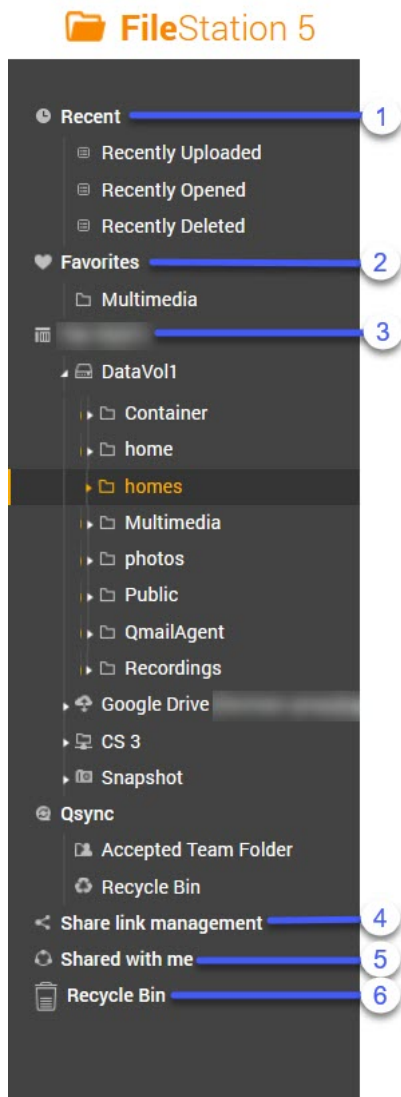 FileStation 5
Recent 1
Recently Uploaded
Recently Opened
Recently Deleted
Favorites 2
Multimedia
3
DataVol1
Container
home
homes
Multimedia
photos
Public
QmailAgent
Recordings
Google Drive
CS 3
Snapshot
Qsync
Accepted Team Folder
Recycle Bin
Share link management 4
Shared with me 5
Recycle Bin 6